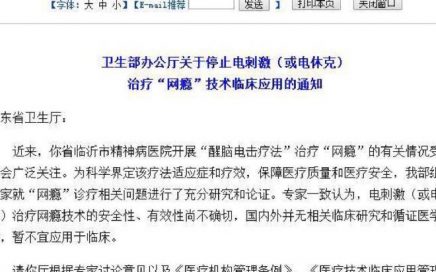 【字体：大 中 小】 【E-mail推荐 发送 】 打印本页 关闭窗口
卫生部办公厅关于停止电刺激（或电休克）
治疗“网瘾”技术临床应用的通知
东省卫生厅：
近来，你省临沂市精神病医院开展“醒脑电击疗法”治疗“网瘾”的有关情况受
会广泛关注。为科学界定该疗法适应症和疗效，保障医疗质量和医疗安全，我部组
家就“网瘾”诊疗相关问题进行了充分研究和论证。专家一致认为，电刺激（或电
）治疗网瘾技术的安全性、有效性尚不确切，国内外并无相关临床研究和循证医学
，暂不宜应用于临床。
请你厅根据专家讨论意见以及《医疗机构管理条例》、《医疗技术临床应用管理